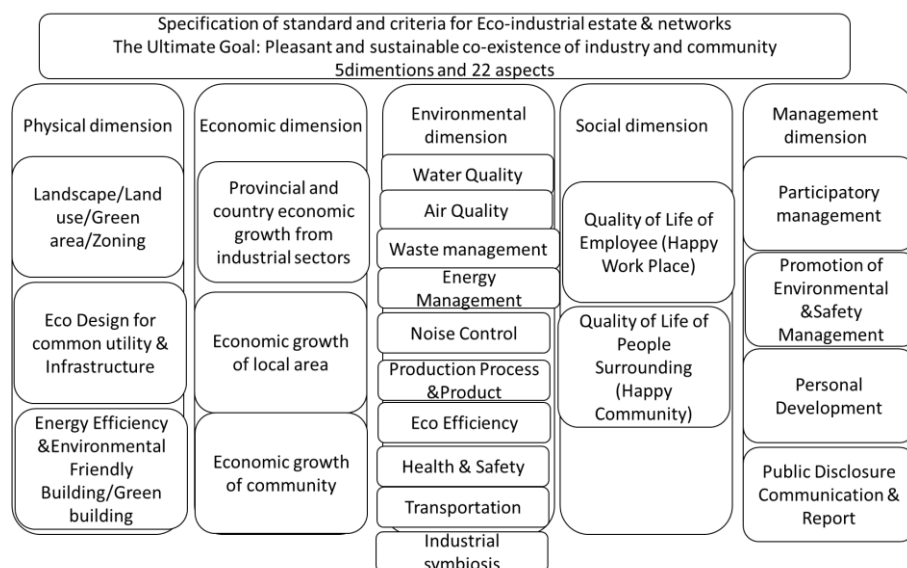 Specification of standard and criteria for Eco-industrial estate & networks
The Ultimate Goal: Pleasant and sustainable co-existence of industry and community
5dimentions and 22 aspects
Physical dimension
Landscape/Land
use/Green
area/Zoning
Eco Design for
common utility &
Infrastructure
Energy Efficiency
&Environmental
Friendly
Building/Green
building
Economic dimension
Provincial and
country economic
growth from
industrial sectors
Economic growth
of local area
Economic growth
of community
Environmental
dimension
Water Quality
Air Quality
Waste management
Energy
Management
Noise Control
Production Process
&Product
Eco Efficiency
Health & Safety
Transportation
Industrial
symbiosis
Social dimension
Quality of Life of
Employee (Happy
Work Place)
Quality of Life of
People
Surrounding
(Happy
Community)
Management
dimension
Participatory
management
Promotion of
Environmental
&Safety
Management
Personal
Development
Public Disclosure
Communication &
Report